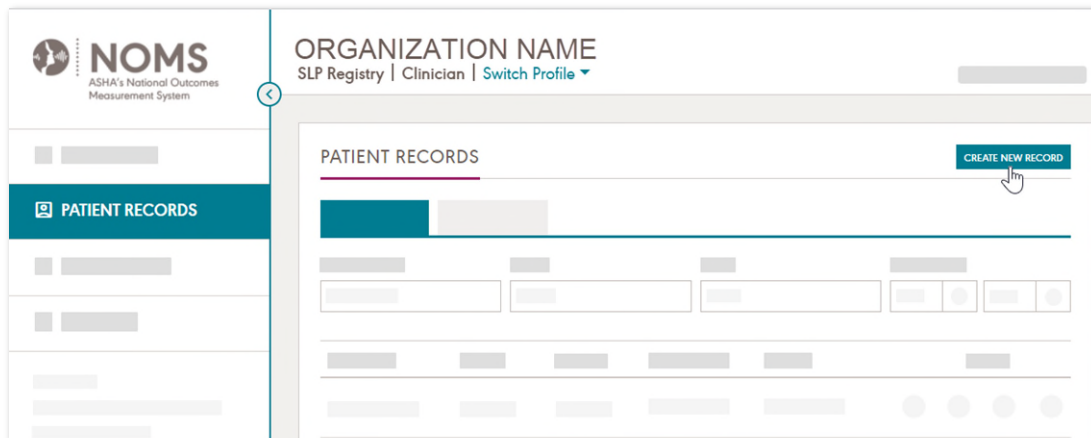 NOMS
ASHA's National Outcomes
Measurement System
ORGANIZATION NAME
SLP Registry | Clinician | Switch Profile
PATIENT RECORDS
PATIENT RECORDS
CREATE NEW RECORD